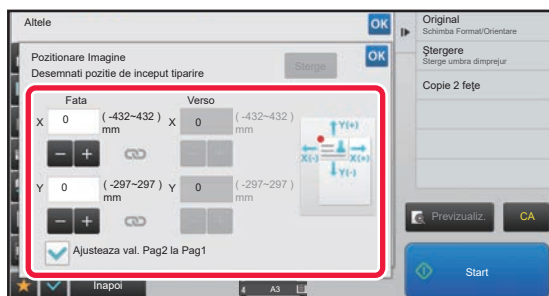 Altele
OK
Pozitionare Imagine
Desemnati pozitie de inceput tiparire
Sterge
OK
Fata
Verso
X 0 (-432~432) mm
X 0 (-432~432) mm
Y(+)
X(-) X(+)
Y(-)
Y 0 (-297~297) mm
Y 0 (-297~297) mm
Ajusteaza val. Pag2 la Pag1
Inapoi
4 A3
Original
Schimba Format/Orientare
Ştergere
Sterge umbra dimprejur
Copie 2 feţe
Previzualiz.
CA
Start